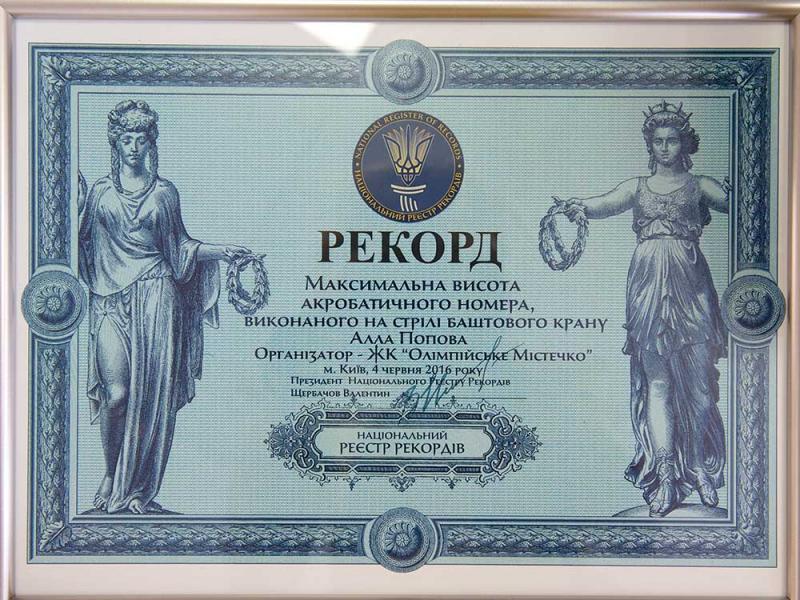 NATIONAL REGISTER OF RECORDS
НАЦІОНАЛЬНИЙ РЕЄСТР РЕКОРДІВ
РЕКОРД
Максимальна висота
акробатичного номера,
виконаного на стрілі баштового крану
Алла Попова
Організатор - ЖК "Олімпійське Містечко"
м. Київ, 4 червня 2016 року
Президент Національного Реєстру Рекордів
Щербачов Валентин
НАЦІОНАЛЬНИЙ
РЕЄСТР РЕКОРДІВ